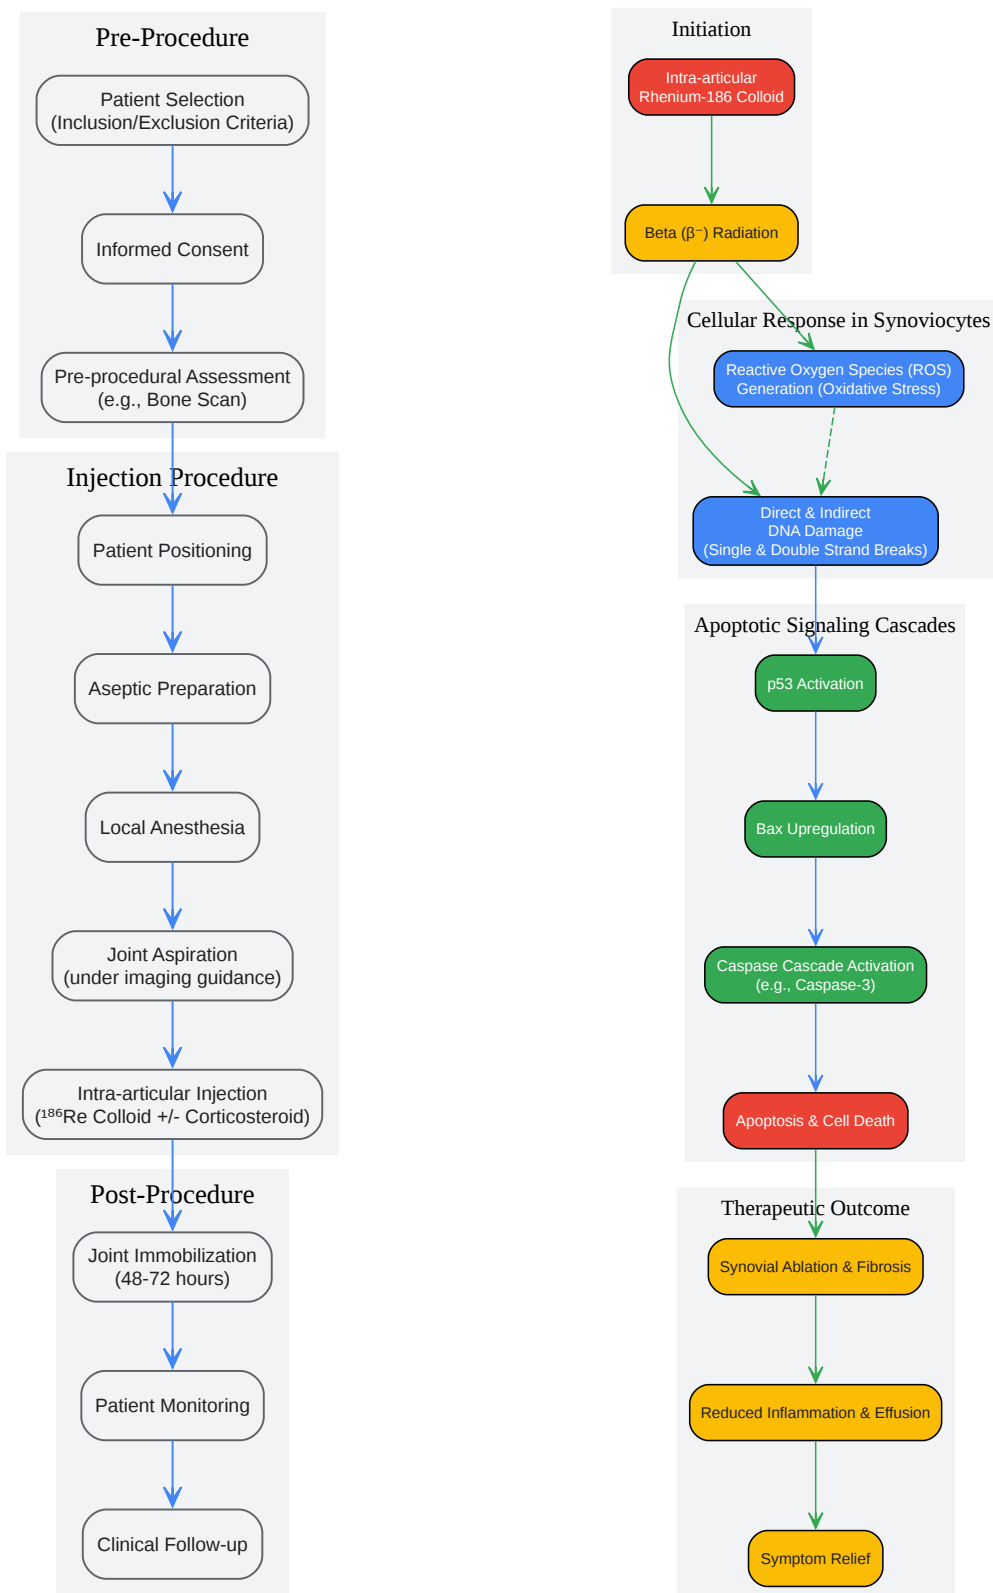 Pre-Procedure
Patient Selection
(Inclusion/Exclusion Criteria)
Informed Consent
Pre-procedural Assessment
(e.g., Bone Scan)
Injection Procedure
Patient Positioning
Aseptic Preparation
Local Anesthesia
Joint Aspiration
(under imaging guidance)
Intra-articular Injection
(¹⁸⁶Re Colloid +/- Corticosteroid)
Post-Procedure
Joint Immobilization
(48-72 hours)
Patient Monitoring
Clinical Follow-up
Initiation
Intra-articular
Rhenium-186 Colloid
Beta (β⁻) Radiation
Cellular Response in Synoviocytes
Reactive Oxygen Species (ROS)
Generation (Oxidative Stress)
Direct & Indirect
DNA Damage
(Single & Double Strand Breaks)
Apoptotic Signaling Cascades
p53 Activation
Bax Upregulation
Caspase Cascade Activation
(e.g., Caspase-3)
Apoptosis & Cell Death
Therapeutic Outcome
Synovial Ablation & Fibrosis
Reduced Inflammation & Effusion
Symptom Relief